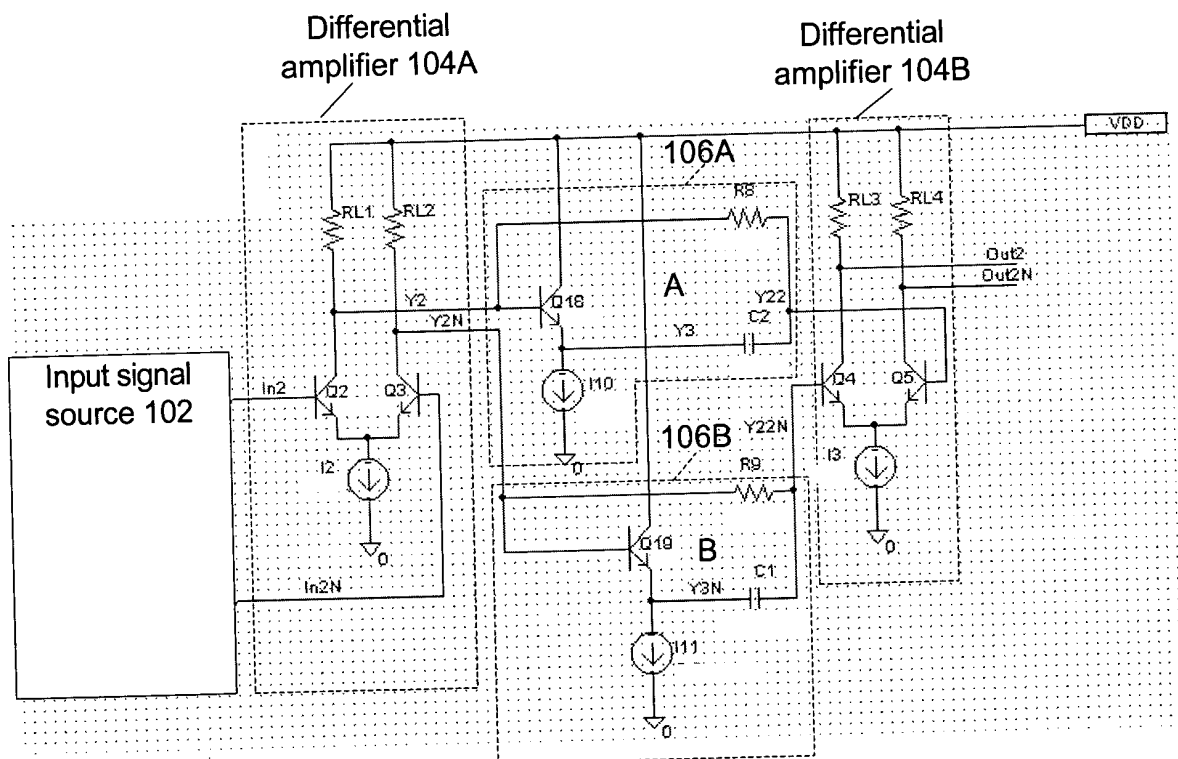 Differential
amplifier 104A
Differential
amplifier 104B
VDD
106A
R8
RL1
RL2
RL3
RL4
Out2
Out2N
A
Q18
Y2
Y2N
Y22
Y3
C2
Input signal
source 102
In2
Q2
Q3
I10
Q4
Q5
0
106B
Y22N
I2
R9
I3
0
0
Q19
B
In2N
Y3N
C1
I11
0